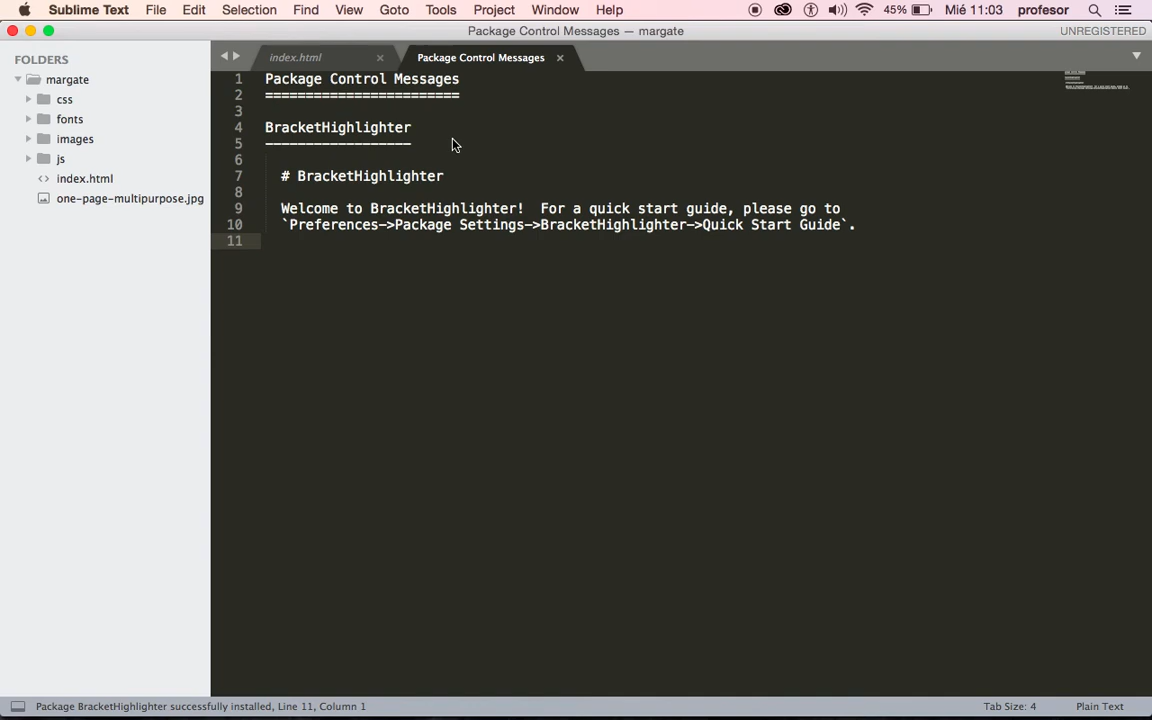 Sublime Text File Edit Selection Find View Goto Tools Project Window Help 45% Mié 11:03 profesor
Package Control Messages — margate UNREGISTERED
FOLDERS
margate
css
fonts
images
js
index.html
one-page-multipurpose.jpg
index.html Package Control Messages
1 Package Control Messages
2 ========================
3
4 BracketHighlighter
5 ------------------
6
7 # BracketHighlighter
8
9 Welcome to BracketHighlighter!  For a quick start guide, please go to
10 `Preferences->Package Settings->BracketHighlighter->Quick Start Guide`.
11
Package BracketHighlighter successfully installed, Line 11, Column 1 Tab Size: 4 Plain Text